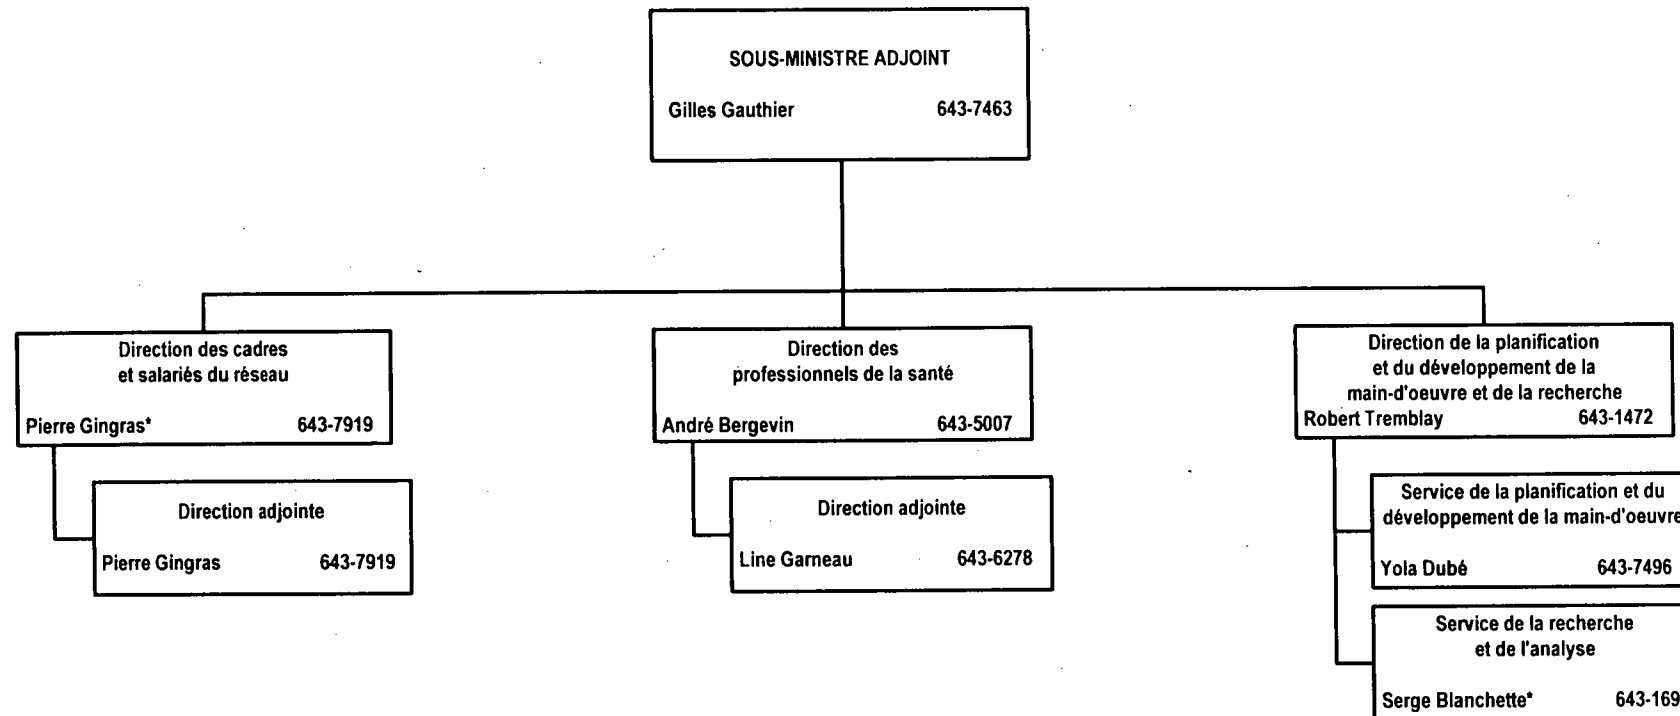 SOUS-MINISTRE ADJOINT
Gilles Gauthier 643-7463
Direction des cadres
et salariés du réseau
Pierre Gingras* 643-7919
Direction adjointe
Pierre Gingras 643-7919
Direction des
professionnels de la santé
André Bergevin 643-5007
Direction adjointe
Line Garneau 643-6278
Direction de la planification
et du développement de la
main-d'oeuvre et de la recherche
Robert Tremblay 643-1472
Service de la planification et du
développement de la main-d'oeuvre
Yola Dubé 643-7496
Service de la recherche
et de l'analyse
Serge Blanchette*